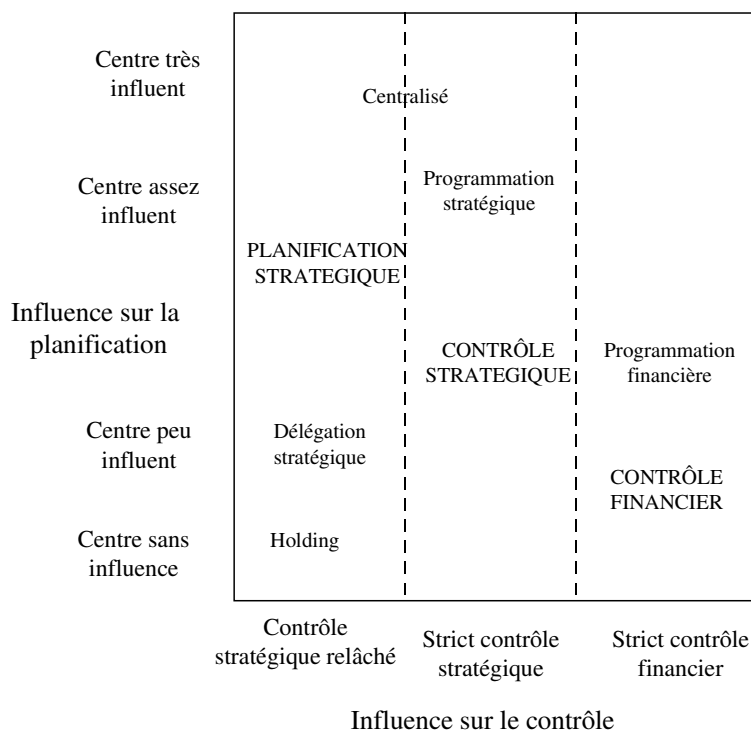 Centre très
influent
Centralisé
Centre assez
influent
Programmation
stratégique
PLANIFICATION
STRATEGIQUE
Influence sur la
planification
CONTRÔLE
STRATEGIQUE
Programmation
financière
Centre peu
influent
Délégation
stratégique
CONTRÔLE
FINANCIER
Centre sans
influence
Holding
Contrôle
stratégique relâché
Strict contrôle
stratégique
Strict contrôle
financier
Influence sur le contrôle